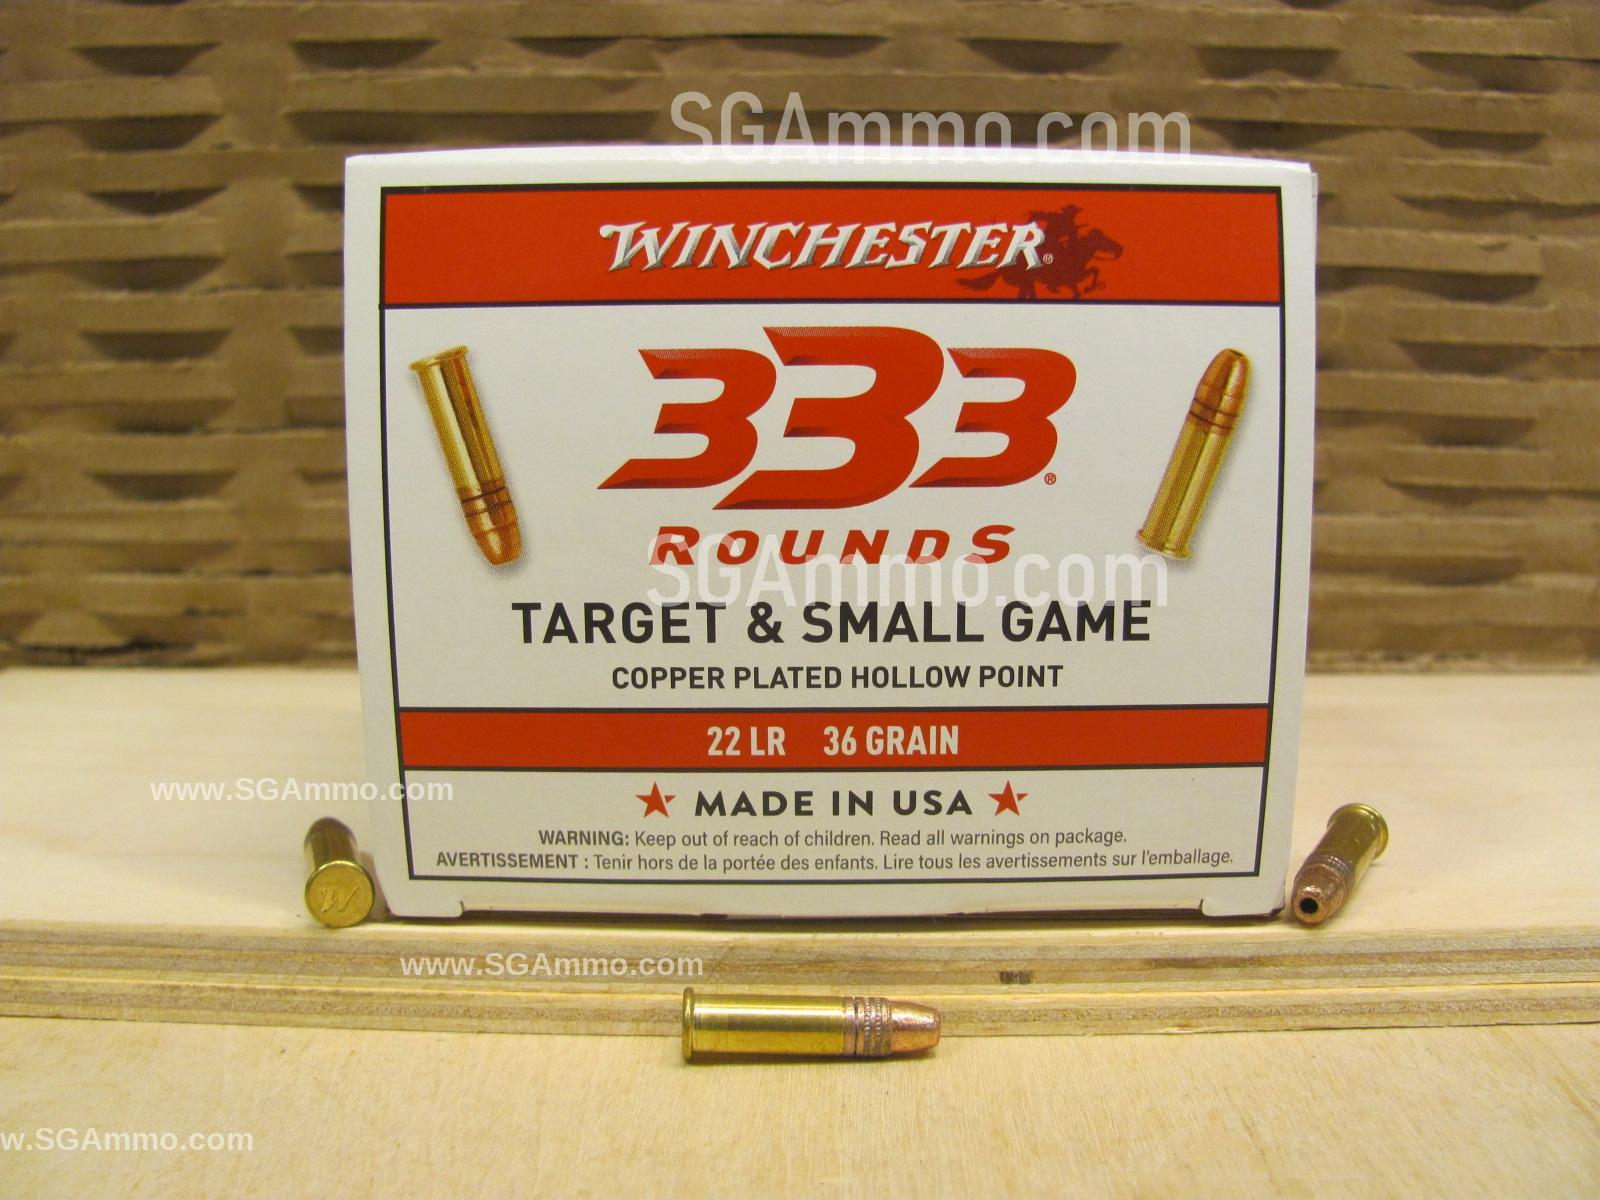 SGAmmo.com
WINCHESTER®
333®
ROUNDS
SGAmmo.com
TARGET & SMALL GAME
COPPER PLATED HOLLOW POINT
22 LR 36 GRAIN
www.SGAmmo.com
MADE IN USA
WARNING: Keep out of reach of children. Read all warnings on package.
AVERTISSEMENT : Tenir hors de la portée des enfants. Lire tous les avertissements sur l'emballage.
W
www.SGAmmo.com
w.SGAmmo.com